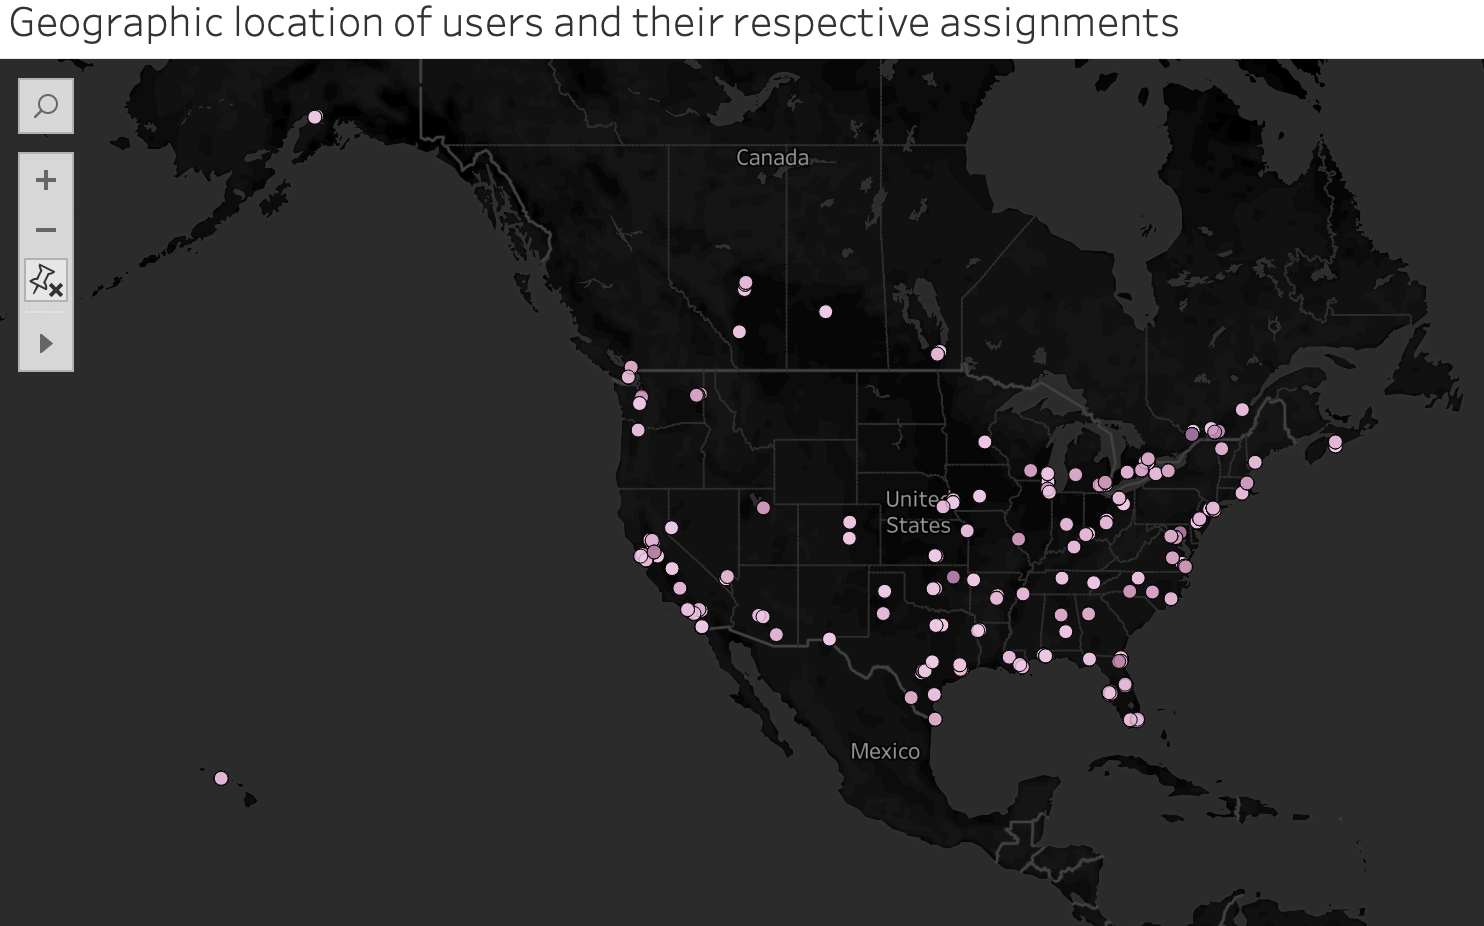 Geographic location of users and their respective assignments
Canada
United
States
Mexico